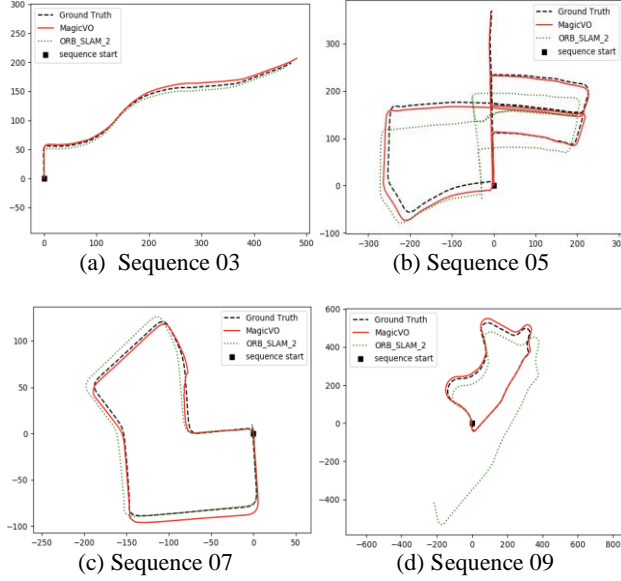 300
250
200
150
100
50
0
-50
0
100
200
300
400
500
Ground Truth
MagicVO
ORB_SLAM_2
sequence start
(a) Sequence 03
400
300
200
100
0
-100
-300
-200
-100
0
100
200
300
Ground Truth
MagicVO
ORB_SLAM_2
sequence start
(b) Sequence 05
100
50
0
-50
-100
-250
-200
-150
-100
-50
0
50
Ground Truth
MagicVO
ORB_SLAM_2
sequence start
(c) Sequence 07
600
400
200
0
-200
-400
-600
-400
-200
0
200
400
600
800
Ground Truth
MagicVO
ORB_SLAM_2
sequence start
(d) Sequence 09